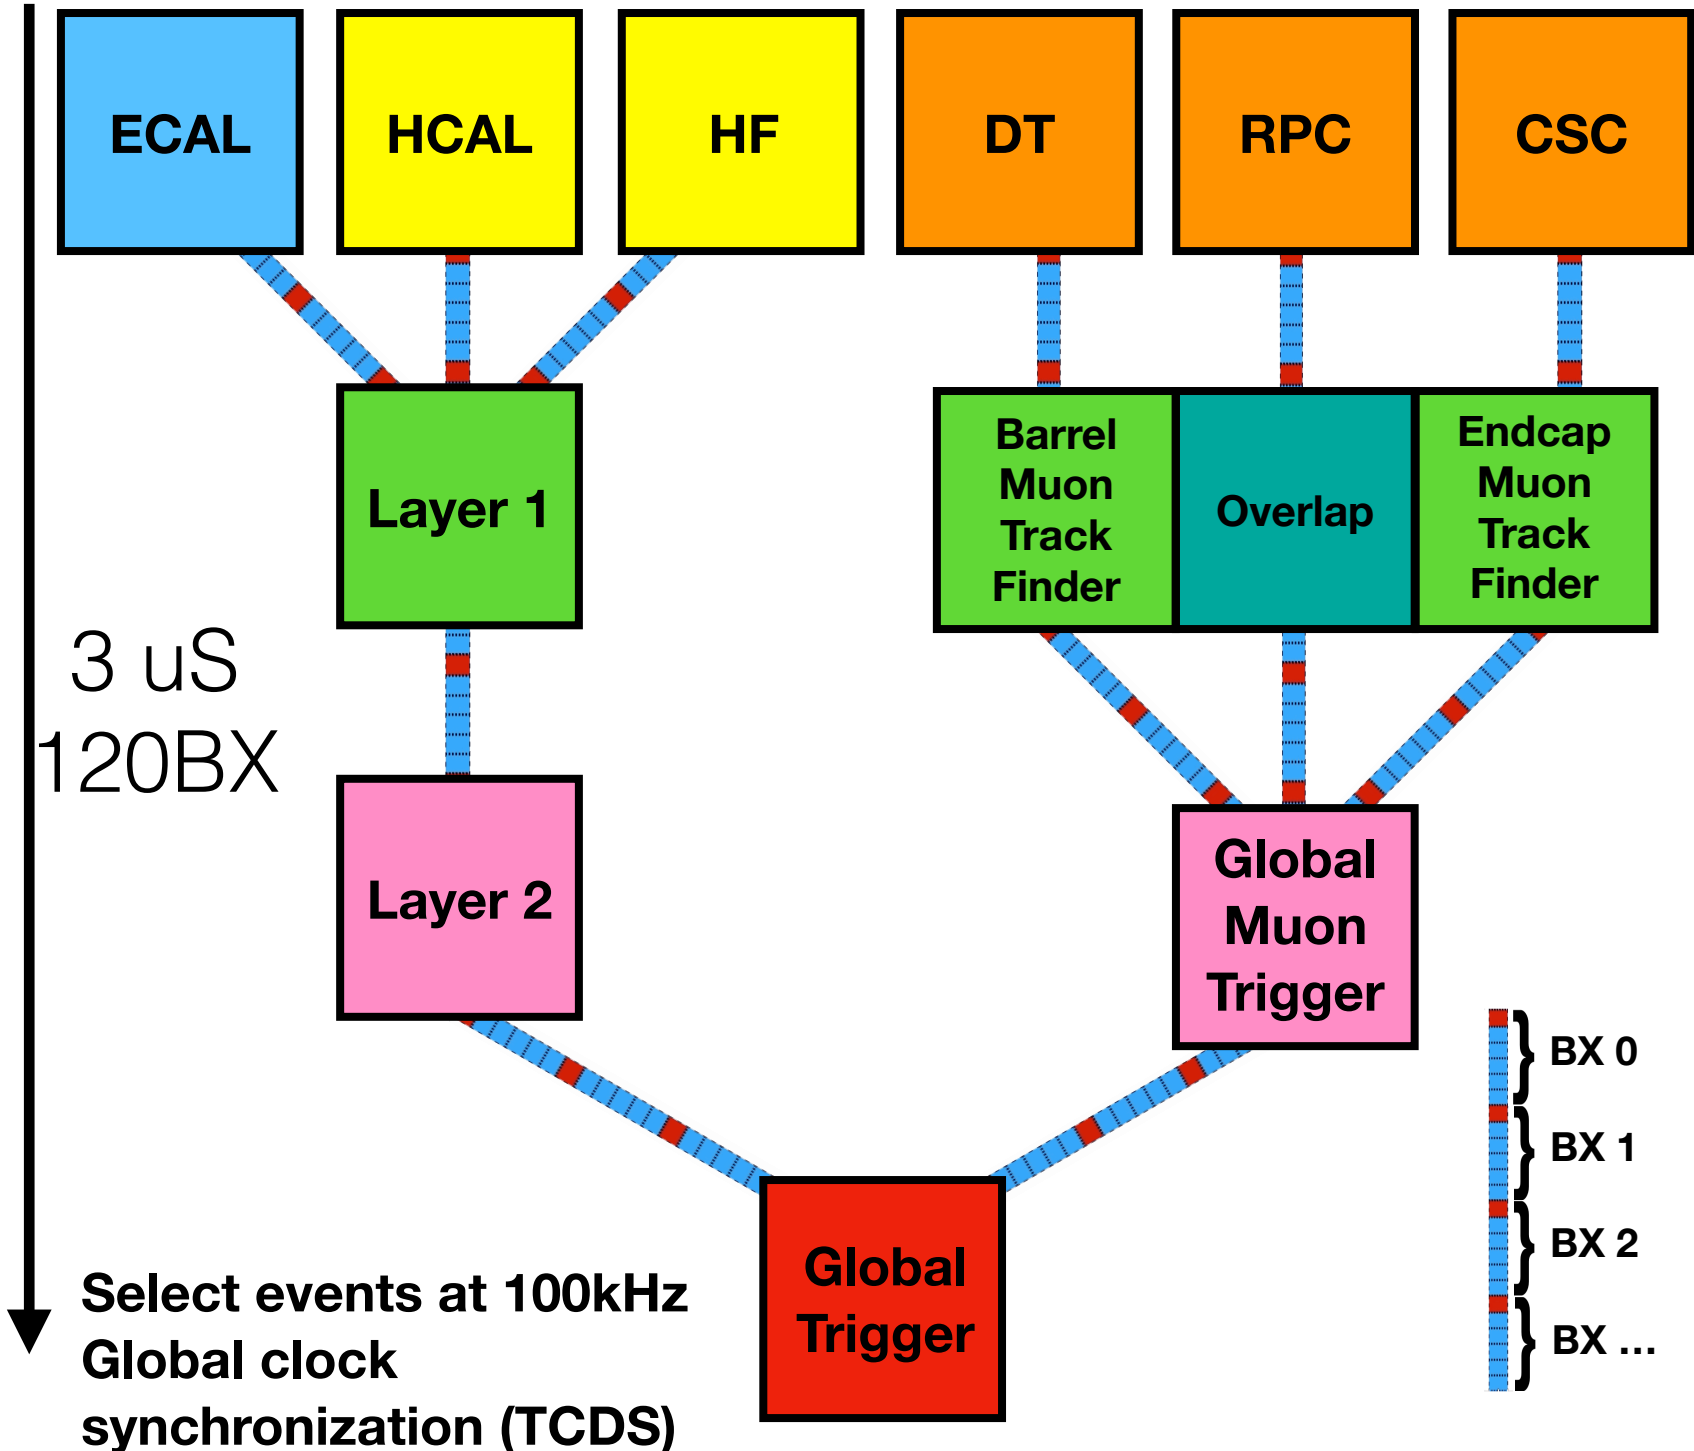 ECAL
HCAL
HF
DT
RPC
CSC
Layer 1
Barrel
Muon
Track
Finder
Overlap
Endcap
Muon
Track
Finder
3 uS
120BX
Layer 2
Global
Muon
Trigger
BX 0
BX 1
BX 2
BX ...
Global
Trigger
Select events at 100kHz
Global clock
synchronization (TCDS)